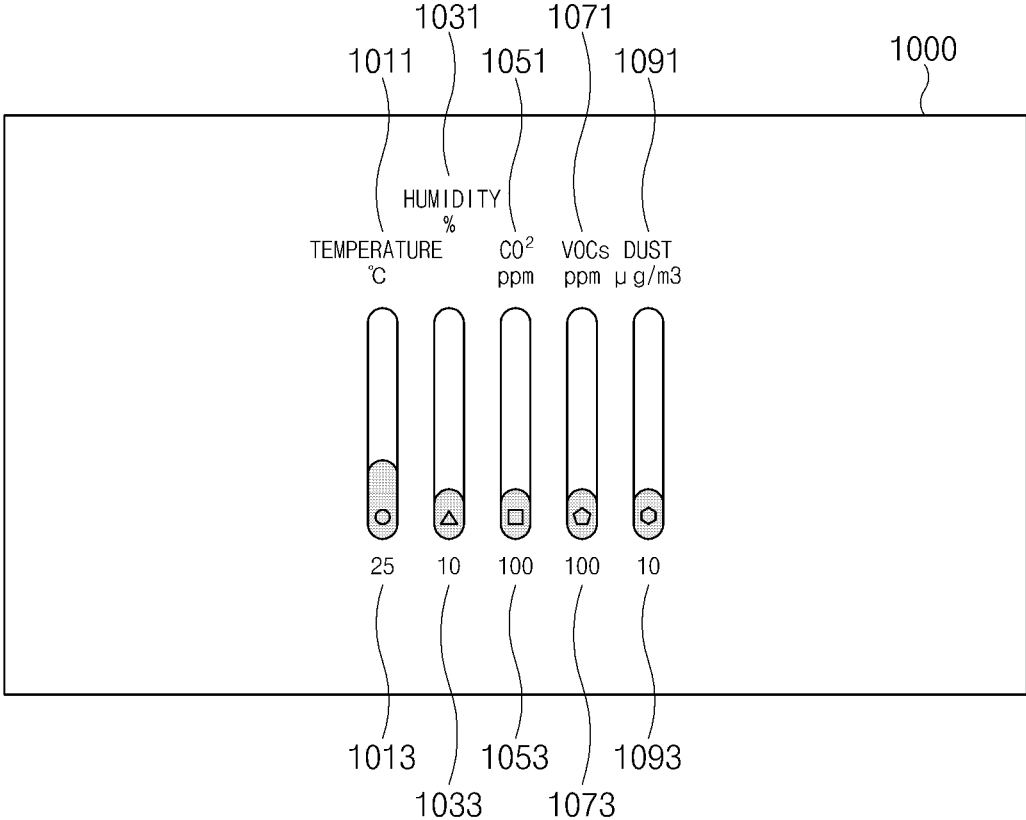 1031
1071
1011
1051
1091
1000
HUMIDITY
%
TEMPERATURE
℃
CO²
ppm
VOCs
ppm
DUST
μg/m3
25
10
100
100
10
1013
1053
1093
1033
1073